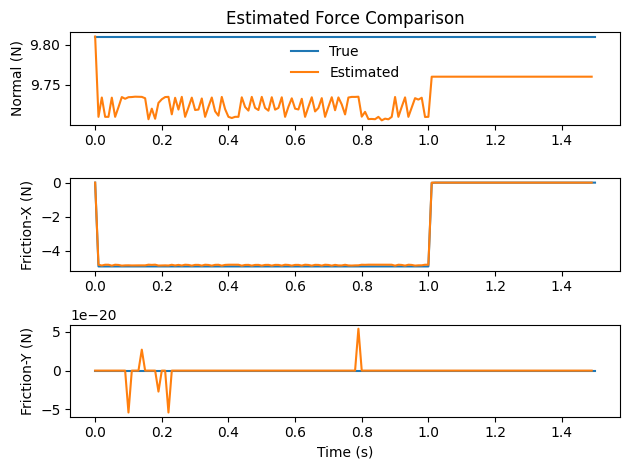 Estimated Force Comparison
Normal (N)
9.80
9.75
True
Estimated
0.0 0.2 0.4 0.6 0.8 1.0 1.2 1.4
Friction-X (N)
0
−2
−4
0.0 0.2 0.4 0.6 0.8 1.0 1.2 1.4
1e−20
Friction-Y (N)
5
0
−5
0.0 0.2 0.4 0.6 0.8 1.0 1.2 1.4
Time (s)